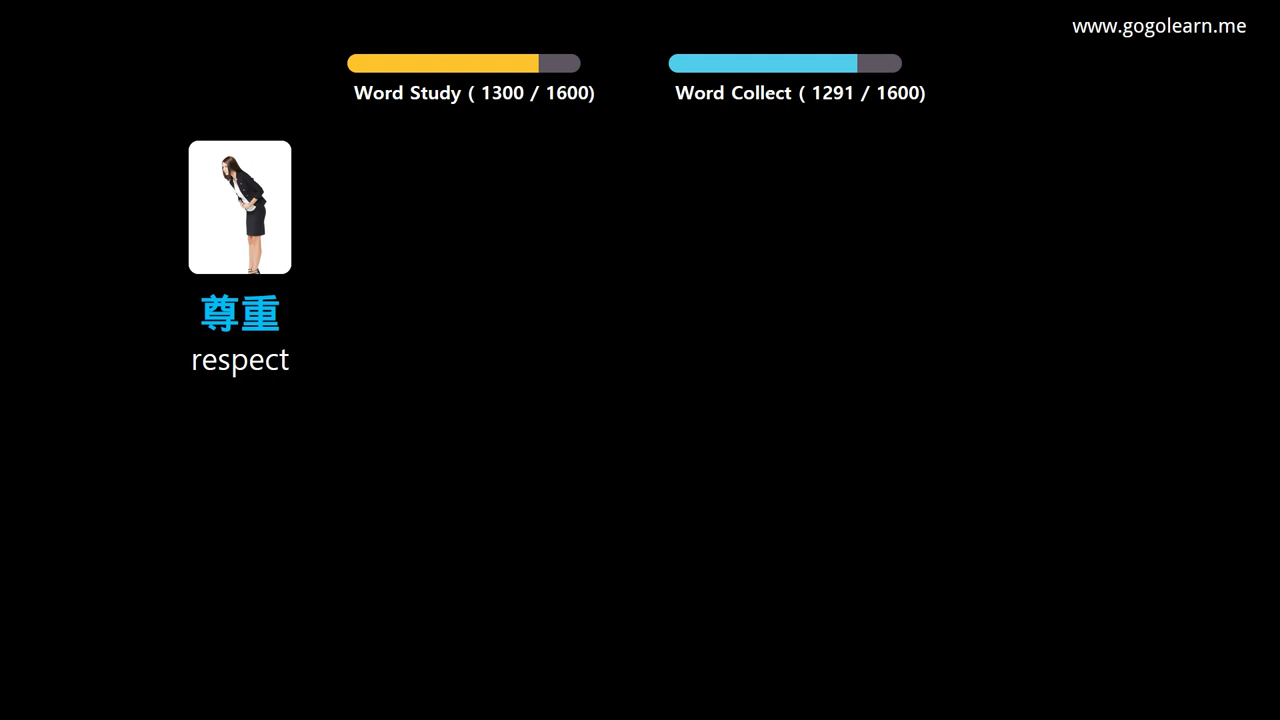 www.gogolearn.me
Word Study ( 1300 / 1600)
Word Collect ( 1291 / 1600)
尊重
respect